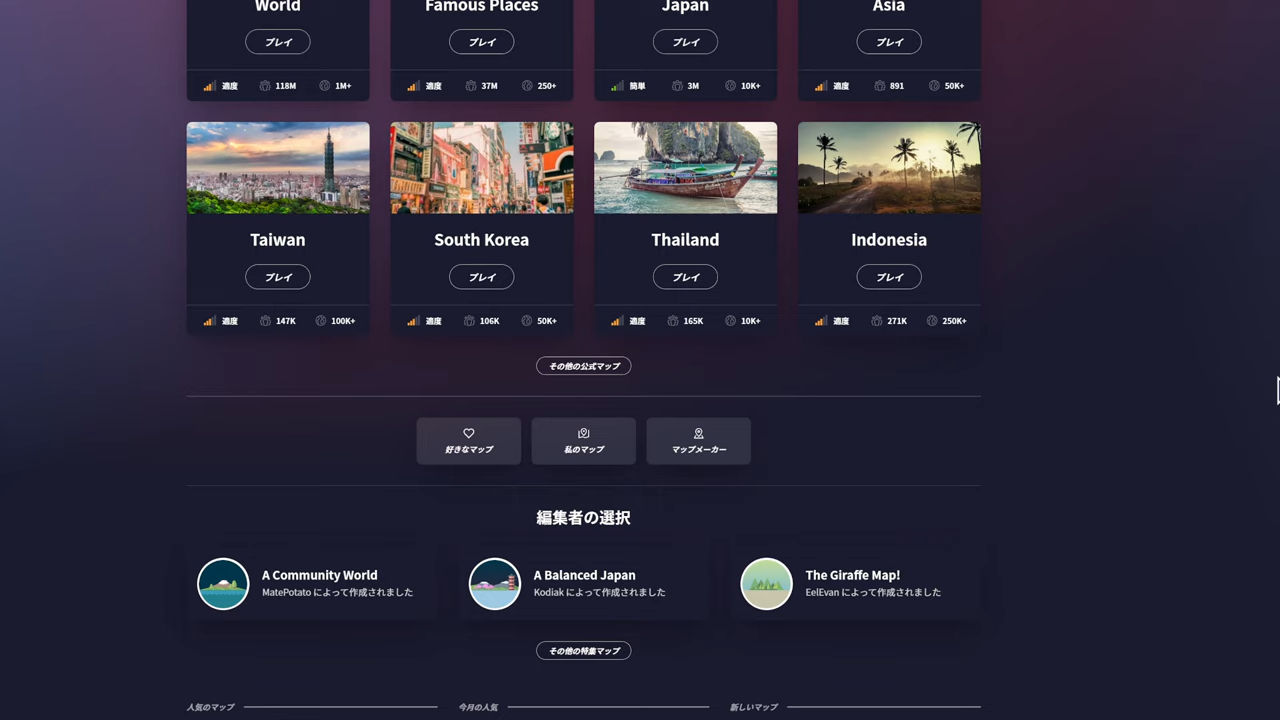 World
Famous Places
Japan
Asia
プレイ
プレイ
プレイ
プレイ
適度 118M 1M+
適度 37M 250+
簡単 3M 10K+
適度 891 50K+
Taiwan
South Korea
Thailand
Indonesia
プレイ
プレイ
プレイ
プレイ
適度 147K 100K+
適度 106K 50K+
適度 165K 10K+
適度 271K 250K+
その他の公式マップ
好きなマップ
私のマップ
マップメーカー
編集者の選択
A Community World
MatePotato によって作成されました
A Balanced Japan
Kodiak によって作成されました
The Giraffe Map!
EelEvan によって作成されました
その他の特集マップ
人気のマップ
今月の人気
新しいマップ